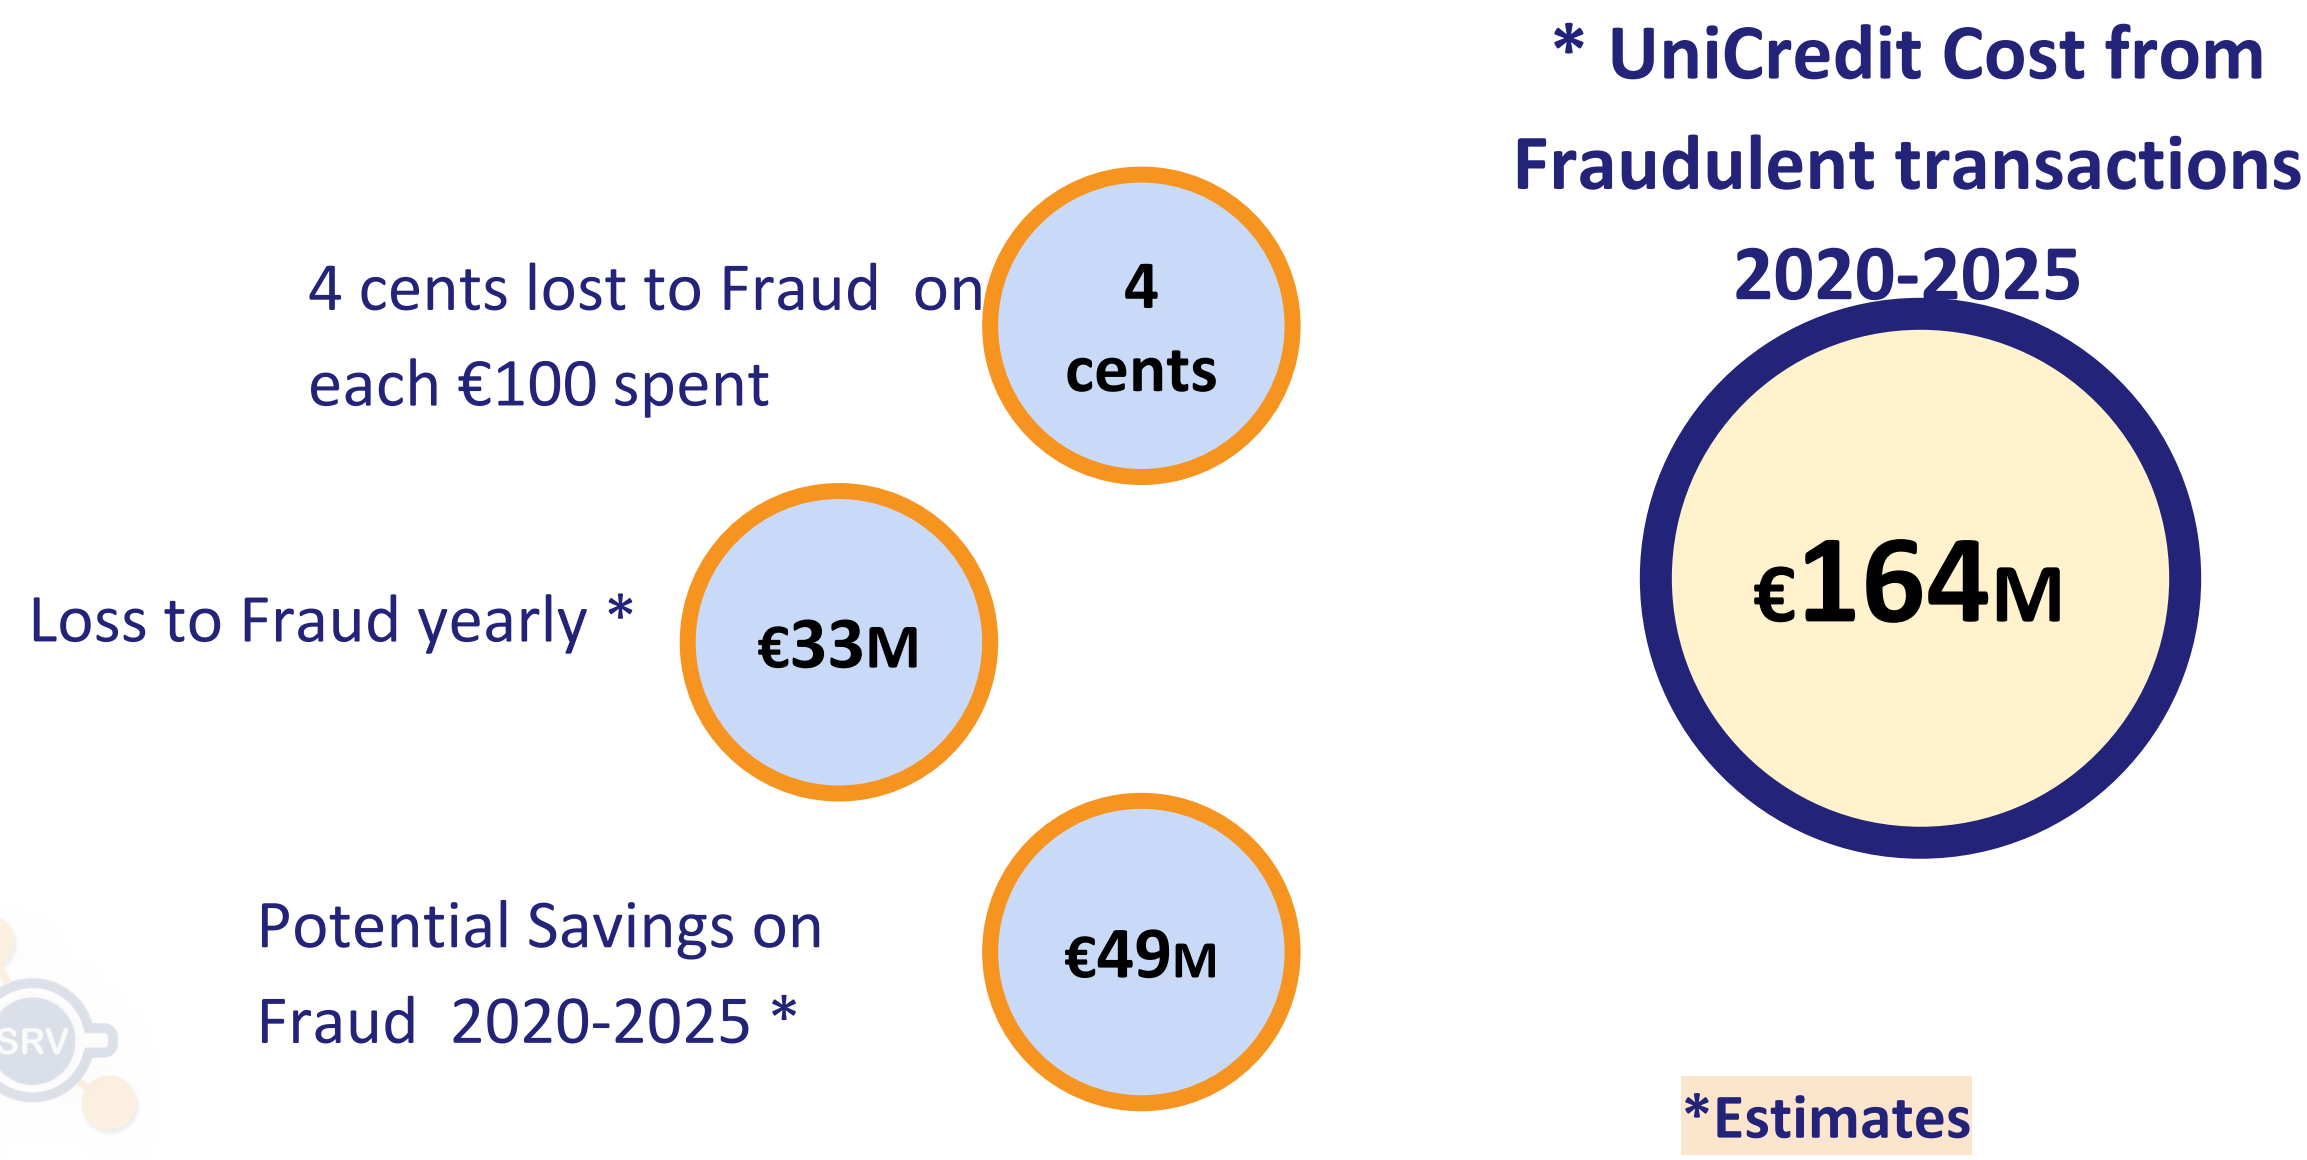 * UniCredit Cost from
Fraudulent transactions
2020-2025
4 cents lost to Fraud  on
each €100 spent
4
cents
Loss to Fraud yearly *
€33M
€164M
Potential Savings on
Fraud  2020-2025 *
€49M
SRV
*Estimates